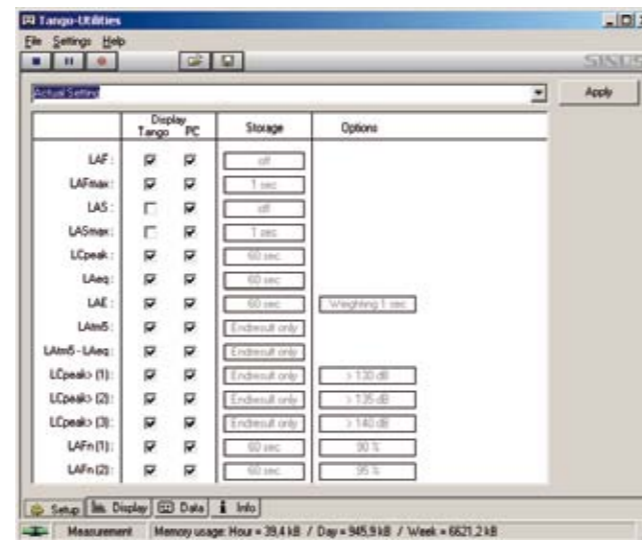 Tango-Utilities
File Settings Help
SINUS
Actual Setting
Apply
Display
Tango PC Storage Options
LAF : off
LAFmax : 1 sec
LAS : off
LASmax : 1 sec
LCpeak : 60 sec
LAeq : 60 sec
LAE : 60 sec Weighting 1 sec
LAtm5 : Endresult only
LAtm5 - LAeq : Endresult only
LCpeak> (1): Endresult only > 130 dB
LCpeak> (2): Endresult only > 135 dB
LCpeak> (3): Endresult only > 140 dB
LAFn (1): 60 sec 90 %
LAFn (2): 60 sec 95 %
Setup Display Data Info
Measurement Memory usage: Hour = 39,4 kB / Day = 945,9 kB / Week = 6621,2 kB